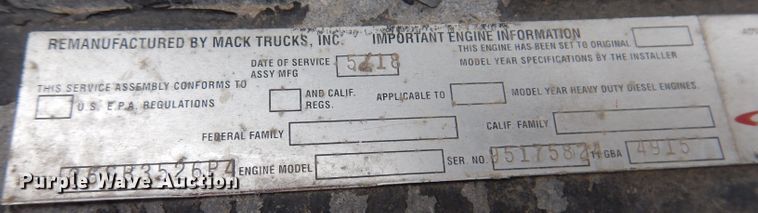 REMANUFACTURED BY MACK TRUCKS, INC. IMPORTANT ENGINE INFORMATION
THIS ENGINE HAS BEEN SET TO ORIGINAL
DATE OF SERVICE ASSY MFG 5218 MODEL YEAR SPECIFICATIONS BY THE INSTALLER
THIS SERVICE ASSEMBLY CONFORMS TO
U.S. E.P.A. REGULATIONS AND CALIF. REGS. APPLICABLE TO MODEL YEAR HEAVY DUTY DIESEL ENGINES.
FEDERAL FAMILY CALIF. FAMILY
ENGINE MODEL SER. NO. GBA 4915
Purple Wave Auction